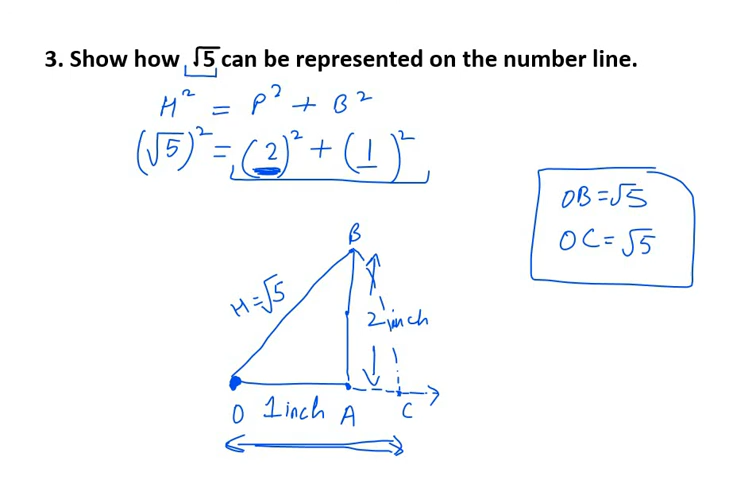 3. Show how √5 can be represented on the number line.
H² = P² + B²
(√5)² = (2)² + (1)²
OB = √5
OC = √5
B
H = √5
2 inch
O 1 inch A C